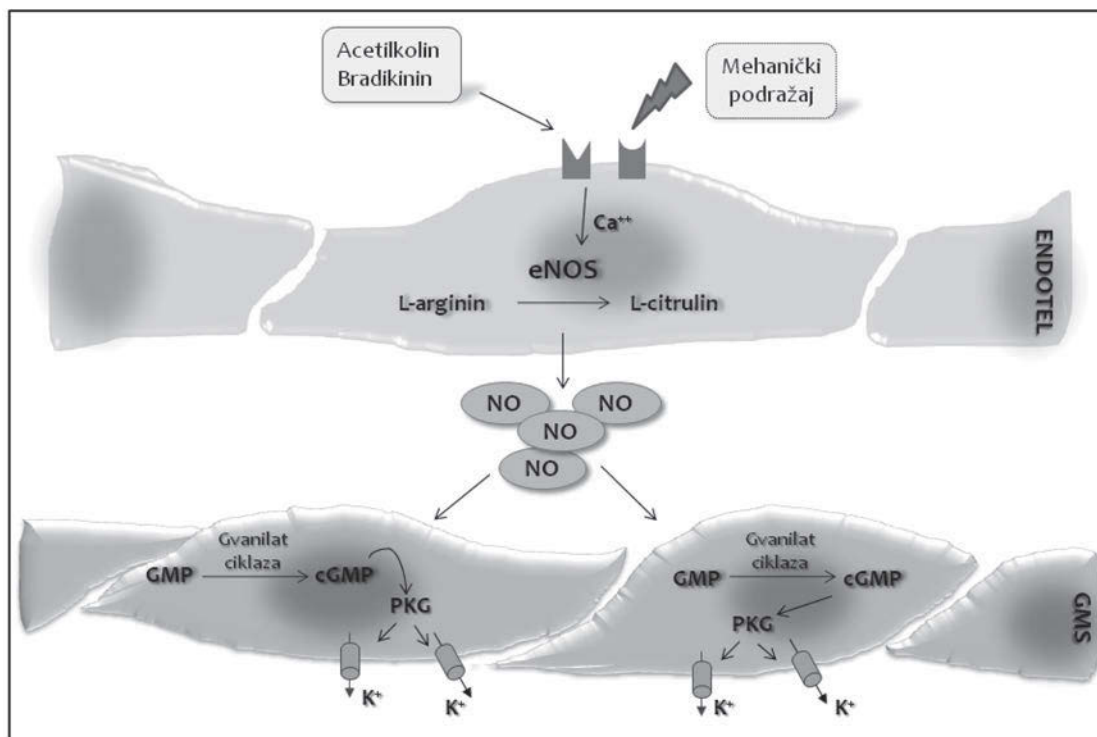 Acetilkolin
Bradikinin
Mehanički
podražaj
Ca⁺⁺
eNOS
L-arginin
L-citrulin
ENDOTEL
NO
NO
NO
NO
Gvanilat
ciklaza
GMP
cGMP
PKG
K⁺
K⁺
Gvanilat
ciklaza
GMP
cGMP
PKG
K⁺
K⁺
GMS